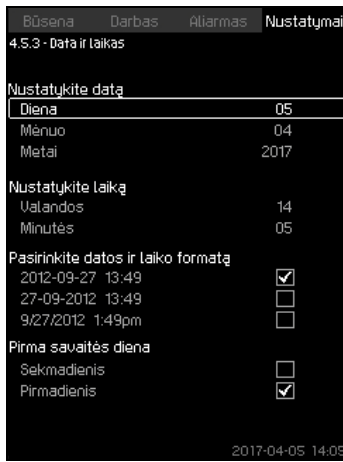 Būsena Darbas Aliarmas Nustatymai
4.5.3 - Data ir laikas
Nustatykite datą
Diena 05
Mėnuo 04
Metai 2017
Nustatykite laiką
Valandos 14
Minutės 05
Pasirinkite datos ir laiko formatą
2012-09-27 13:49
27-09-2012 13:49
9/27/2012 1:49pm
Pirma savaitės diena
Sekmadienis
Pirmadienis
2017-04-05 14:05